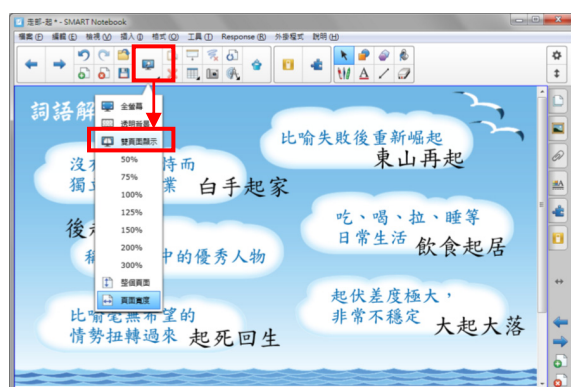 走部-起 * - SMART Notebook
檔案(F) 編輯(E) 檢視(V) 插入(I) 格式(O) 工具(T) Response(R) 外掛程式 說明(H)
詞語解
全螢幕
透明背景
雙頁面顯示
50%
75%
100%
125%
150%
200%
300%
整個頁面
頁面寬度
比喻失敗後重新崛起
東山再起
沒 持而
獨 業 白手起家
吃、喝、拉、睡等
日常生活 飲食起居
後
稱 中的優秀人物
起伏差度極大,
非常不穩定 大起大落
比喻毫無希望的
情勢扭轉過來 起死回生